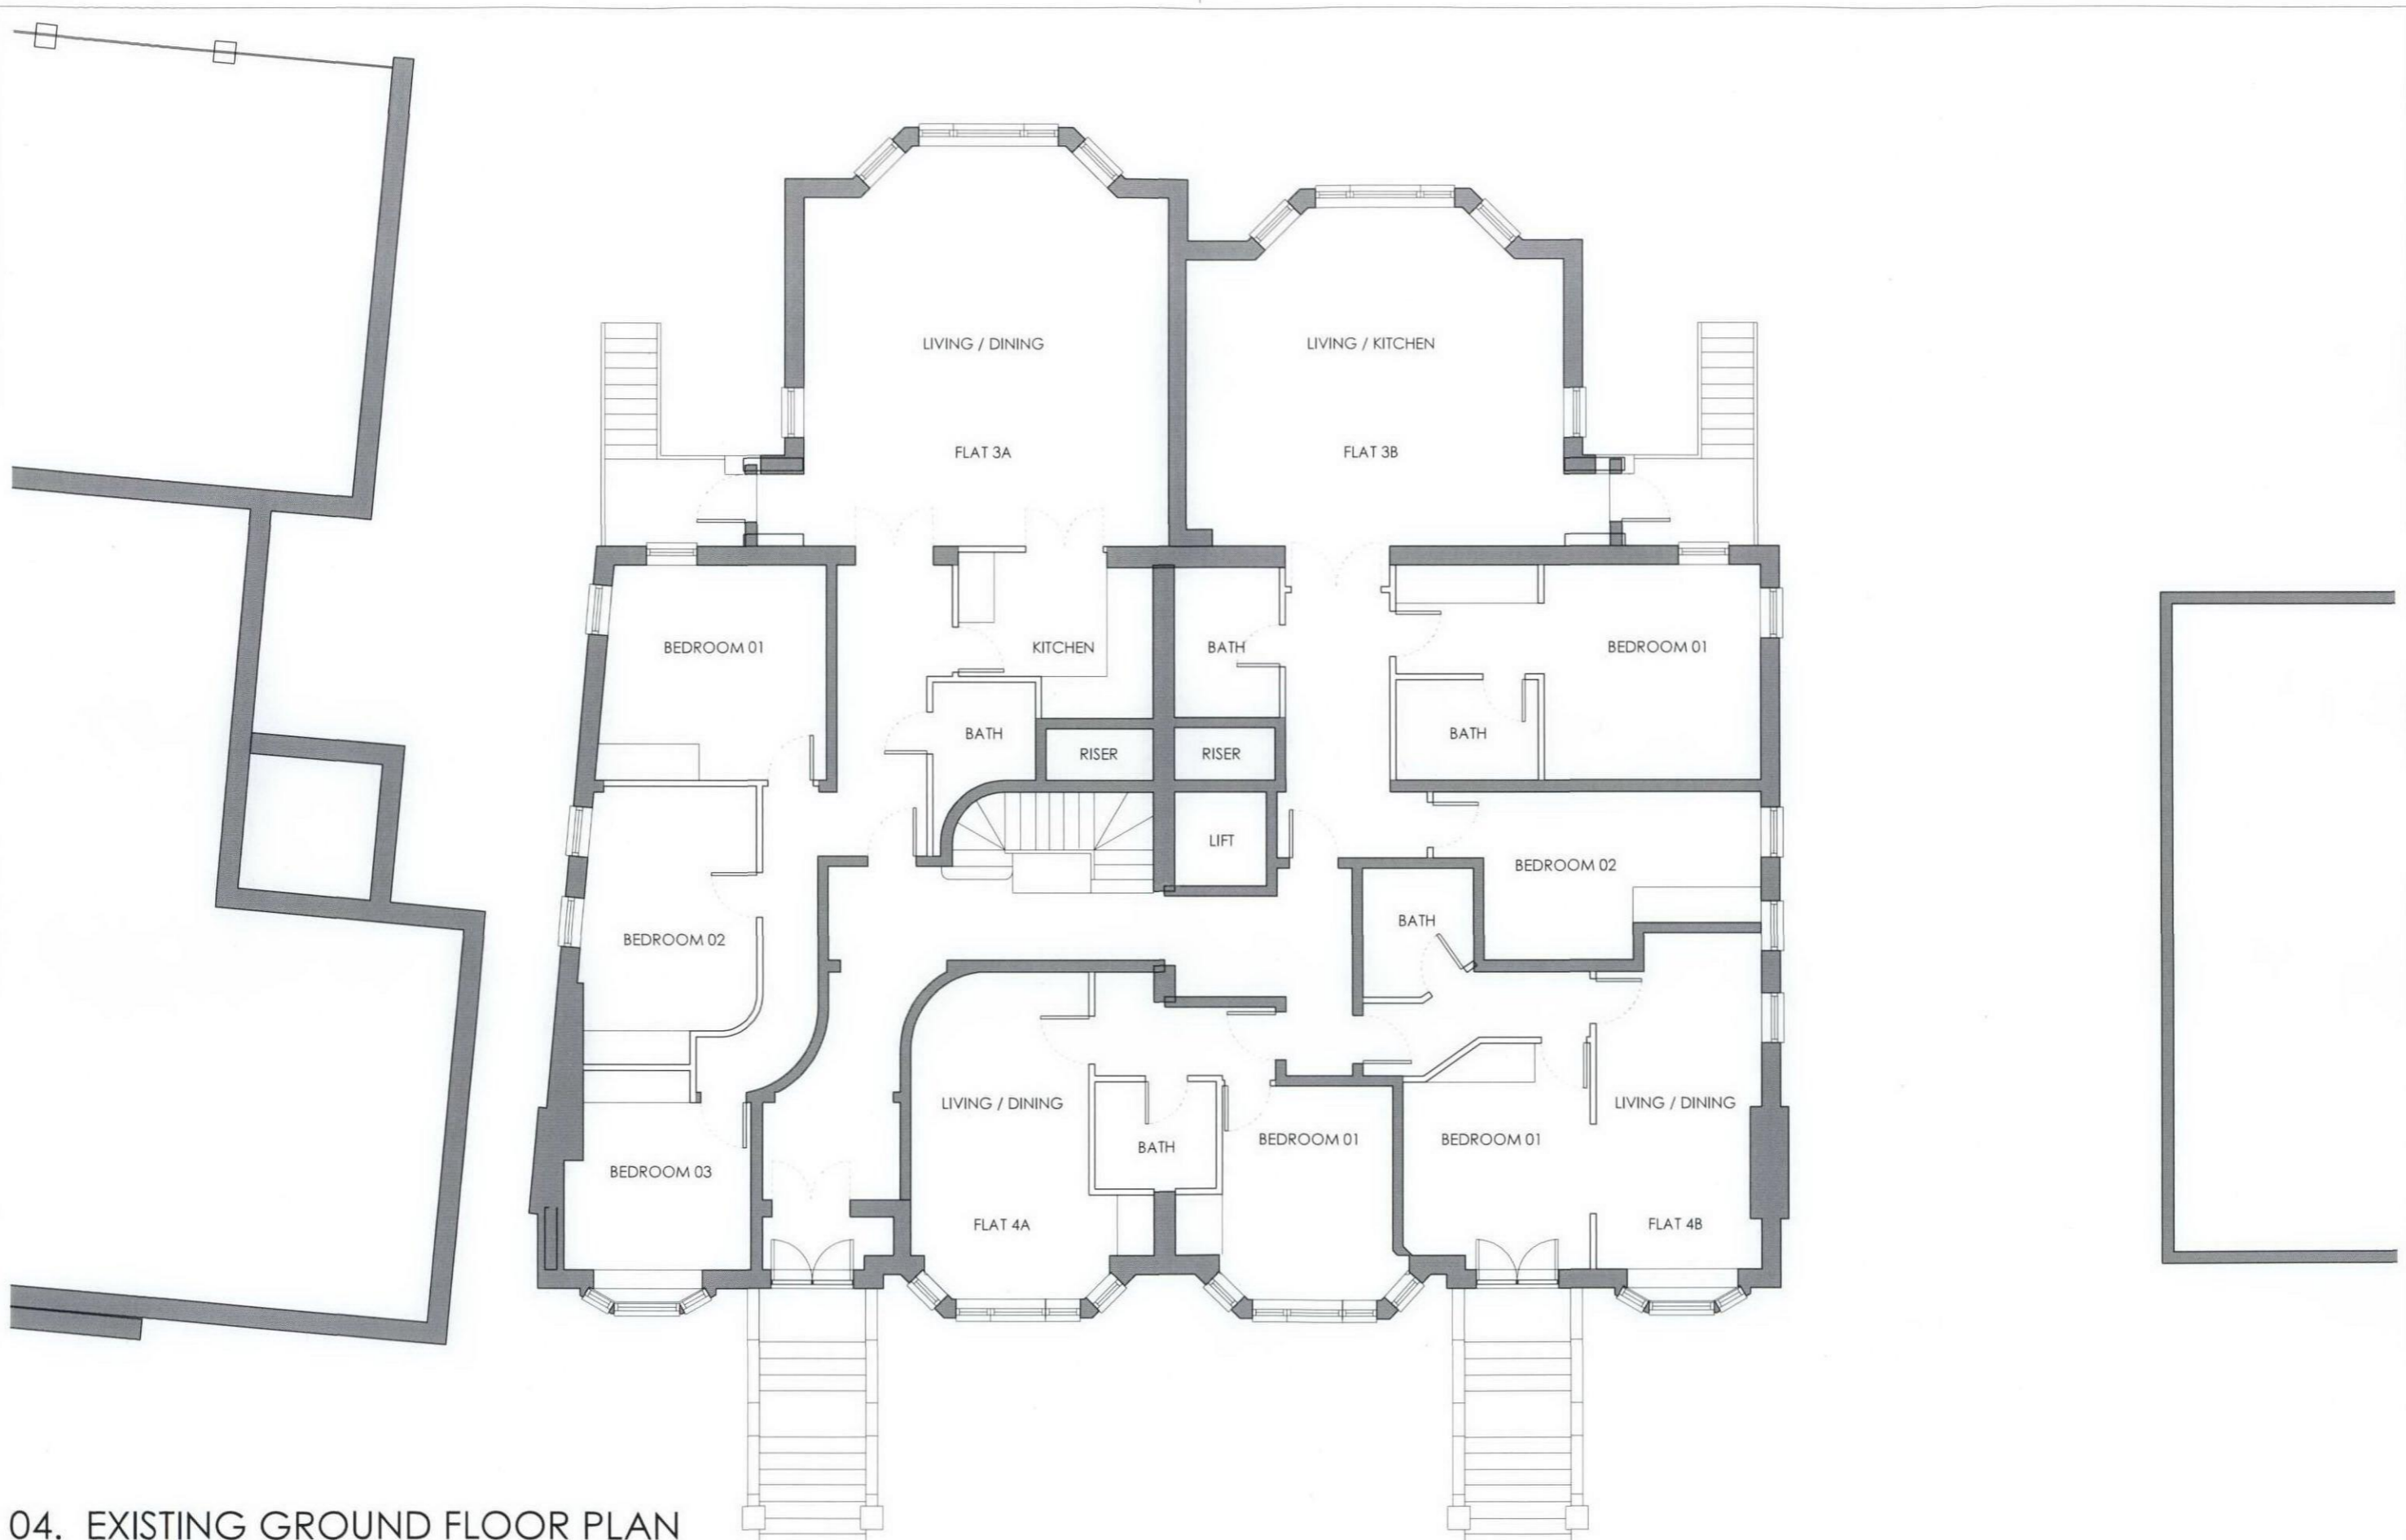 LIVING / DINING
LIVING / KITCHEN
FLAT 3A
FLAT 3B
BEDROOM 01
KITCHEN
BATH
BEDROOM 01
BATH
RISER
RISER
BATH
LIFT
BEDROOM 02
BATH
BEDROOM 02
LIVING / DINING
LIVING / DINING
BATH
BEDROOM 01
BEDROOM 01
BEDROOM 03
FLAT 4A
FLAT 4B
04. EXISTING GROUND FLOOR PLAN